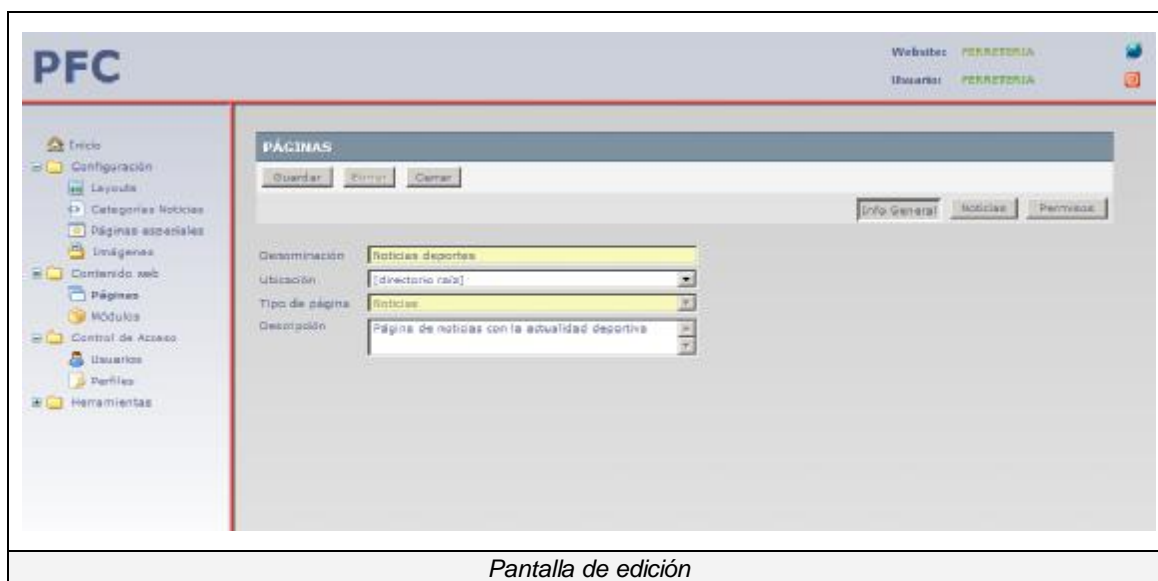 PFC
Website: FERRETERIA
Usuario: FERRETERIA
Inicio
Configuración
Layouts
Categorías Noticias
Páginas especiales
Imágenes
Contenido web
Páginas
Módulos
Control de Acceso
Usuarios
Perfiles
Herramientas
PÁGINAS
Guardar Borrar Cerrar
Info General Noticias Permisos
Denominación Noticias deportes
Ubicación [directorio raíz]
Tipo de página Noticias
Descripción Página de noticias con la actualidad deportiva
Pantalla de edición